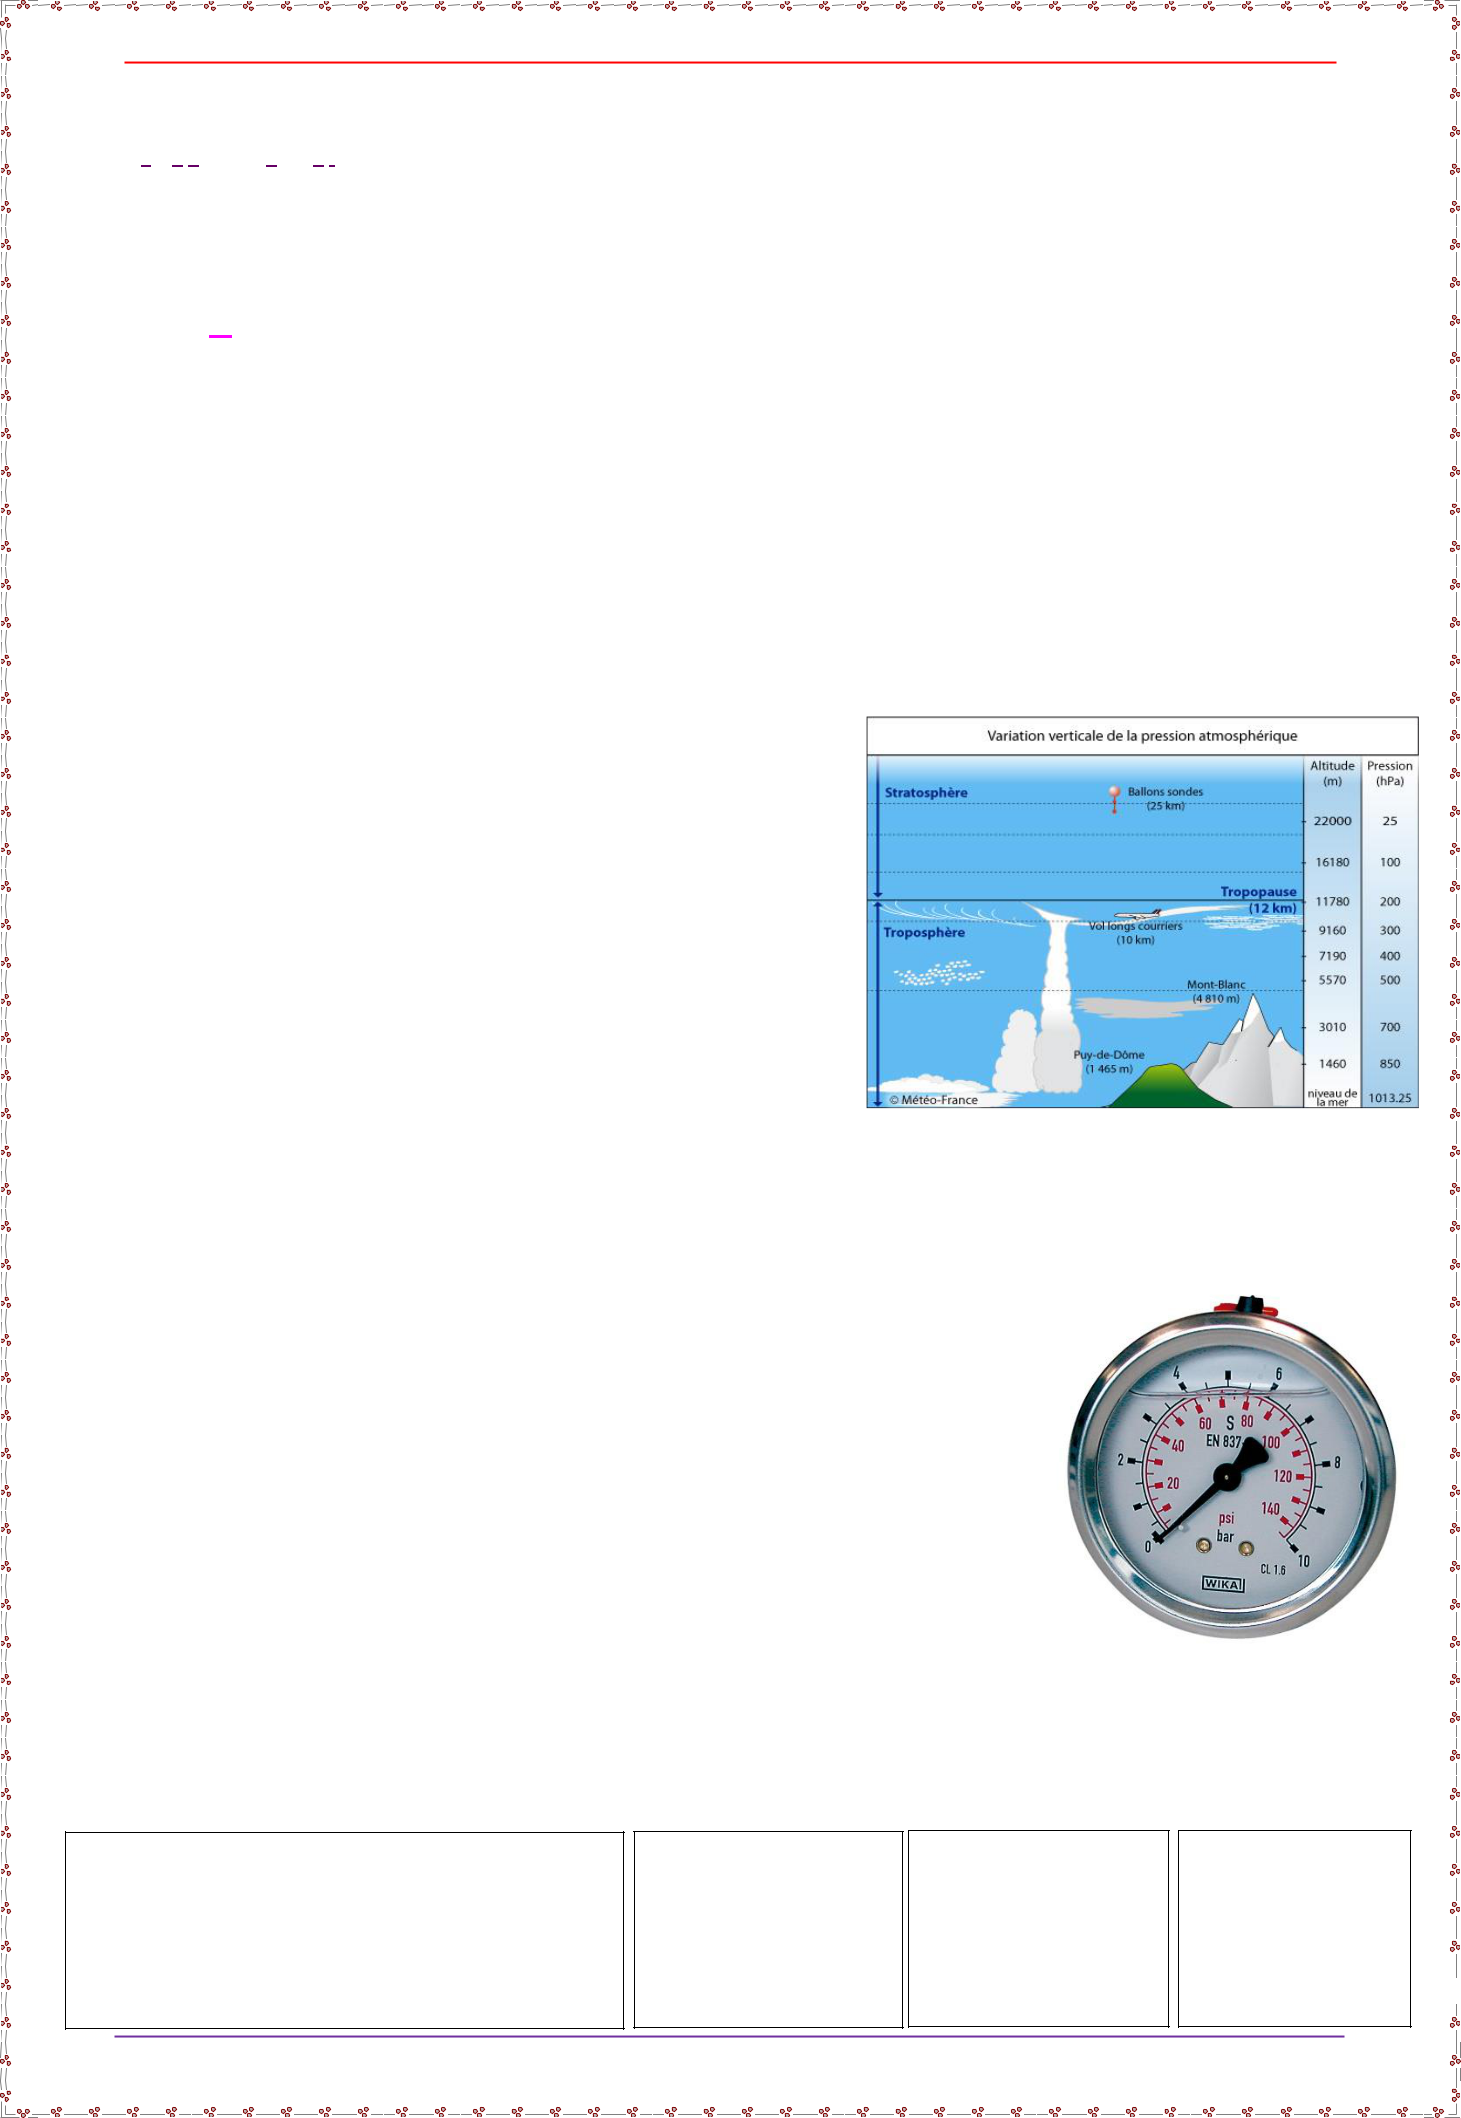 Variation verticale de la pression atmosphérique
Altitude
(m)
Pression
(hPa)
Stratosphère
Ballons sondes
(25 km)
22000 25
16180 100
Tropopause
(12 km)
11780 200
Troposphère
Vol longs courriers
(10 km)
9160 300
7190 400
5570 500
Mont-Blanc
(4 810 m)
3010 700
Puy-de-Dôme
(1 465 m)
1460 850
© Météo-France
niveau de
la mer
1013.25
4 6
60 S 80
40 EN 837- 100
2 8
20 120
140
psi
0 bar 10
CL 1.6
WIKA